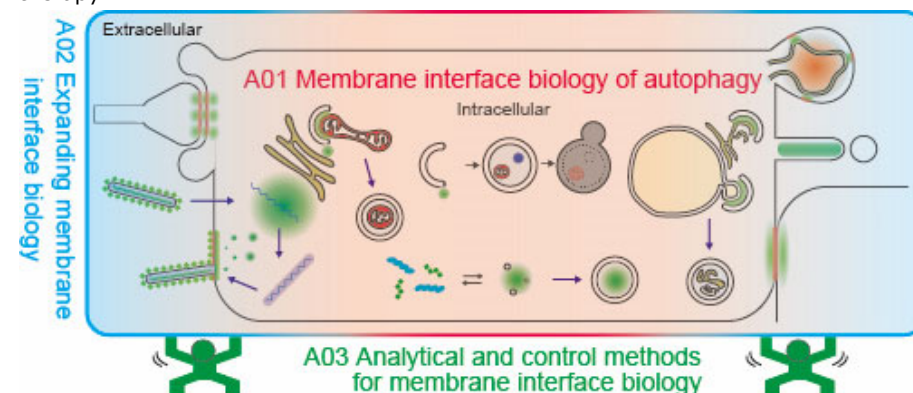 Extracellular
A01 Membrane interface biology of autophagy
Intracellular
A02 Expanding membrane
interface biology
A03 Analytical and control methods
for membrane interface biology